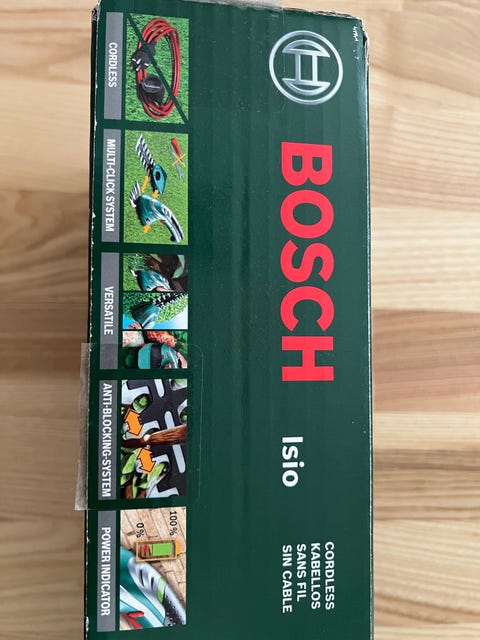 BOSCH
Isio
CORDLESS
KABELLOS
SANS FIL
SIN CABLE
CORDLESS
MULTI-CLICK SYSTEM
VERSATILE
ANTI-BLOCKING-SYSTEM
100 %
0%
POWER INDICATOR